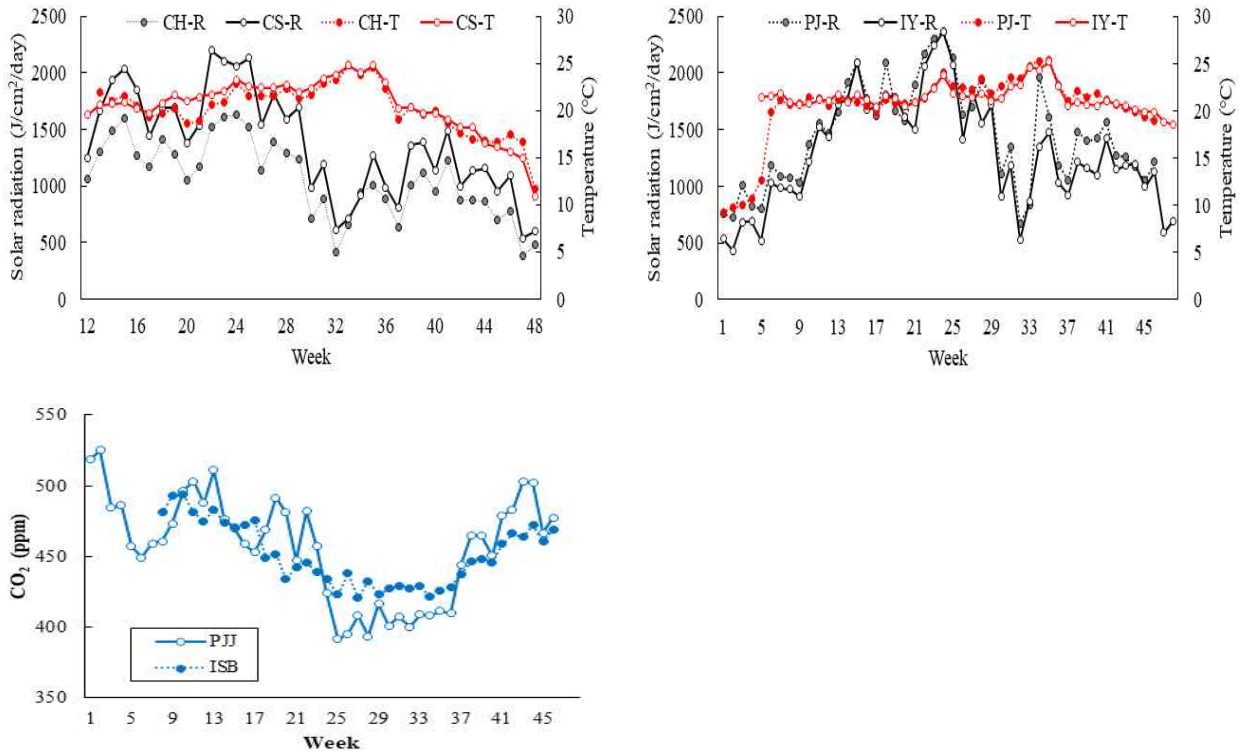 CH-R CS-R CH-T CS-T
Solar radiation (J/cm²/day)
2500
2000
1500
1000
500
0
30
25
20
15
10
5
0
Temperature (°C)
12 16 20 24 28 32 36 40 44 48
Week
PJ-R IY-R PJ-T IY-T
Solar radiation (J/cm²/day)
2500
2000
1500
1000
500
0
30
25
20
15
10
5
0
Temperature (°C)
1 5 9 13 17 21 25 29 33 37 41 45
Week
CO₂ (ppm)
550
500
450
400
350
PJJ
ISB
1 5 9 13 17 21 25 29 33 37 41 45
Week